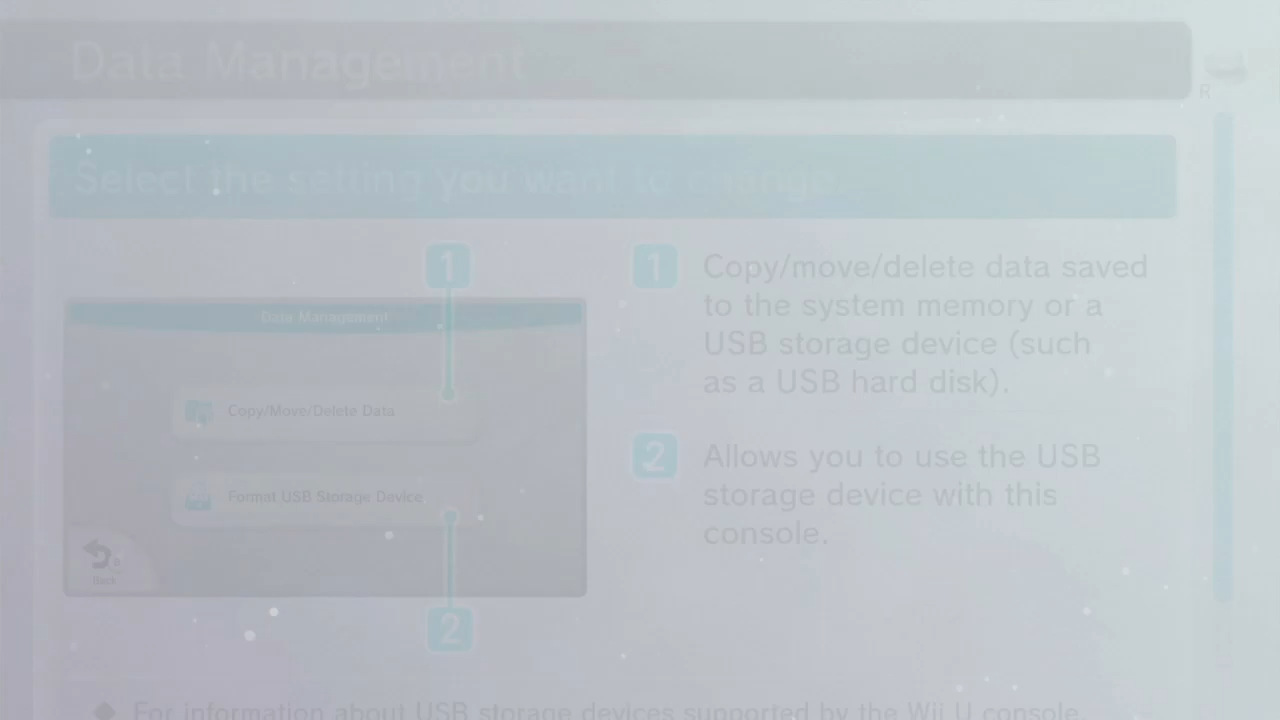 Data Management
R
Select the setting you want to change.
1
1
Copy/move/delete data saved
to the system memory or a
USB storage device (such
as a USB hard disk).
Data Management
Copy/Move/Delete Data
2
Allows you to use the USB
storage device with this
console.
Format USB Storage Device
Back
2
◆ For information about USB storage devices supported by the Wii U console,